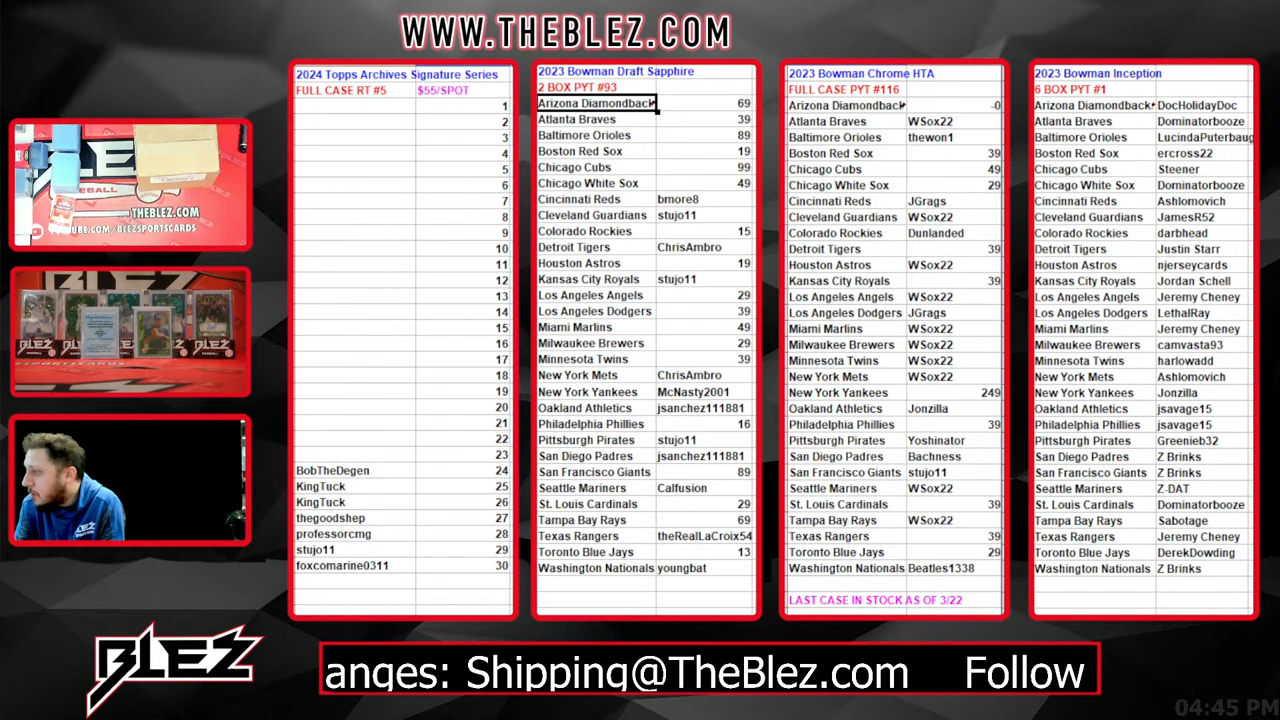 WWW.THEBLEZ.COM
2024 Topps Archives Signature Series
FULL CASE RT #5 $55/SPOT
1
2
3
4
5
6
7
8
9
10
11
12
13
14
15
16
17
18
19
20
21
22
23
BobTheDegen 24
KingTuck 25
KingTuck 26
thegoodshep 27
professorcmg 28
stujo11 29
foxcomarine0311 30
2023 Bowman Draft Sapphire
2 BOX PYT #93
Arizona Diamondback 69
Atlanta Braves 39
Baltimore Orioles 89
Boston Red Sox 19
Chicago Cubs 99
Chicago White Sox 49
Cincinnati Reds bmore8
Cleveland Guardians stujo11
Colorado Rockies 15
Detroit Tigers ChrisAmbro
Houston Astros 19
Kansas City Royals stujo11
Los Angeles Angels 29
Los Angeles Dodgers 39
Miami Marlins 49
Milwaukee Brewers 29
Minnesota Twins 39
New York Mets ChrisAmbro
New York Yankees McNasty2001
Oakland Athletics jsanchez111881
Philadelphia Phillies 16
Pittsburgh Pirates stujo11
San Diego Padres jsanchez111881
San Francisco Giants 89
Seattle Mariners Calfusion
St. Louis Cardinals 29
Tampa Bay Rays 69
Texas Rangers theRealLaCroix54
Toronto Blue Jays 13
Washington Nationals youngbat
2023 Bowman Chrome HTA
FULL CASE PYT #116
Arizona Diamondback -0
Atlanta Braves WSox22
Baltimore Orioles thewon1
Boston Red Sox 39
Chicago Cubs 49
Chicago White Sox 29
Cincinnati Reds JGrags
Cleveland Guardians WSox22
Colorado Rockies Dunlanded
Detroit Tigers 39
Houston Astros WSox22
Kansas City Royals 39
Los Angeles Angels WSox22
Los Angeles Dodgers JGrags
Miami Marlins WSox22
Milwaukee Brewers WSox22
Minnesota Twins WSox22
New York Mets WSox22
New York Yankees 249
Oakland Athletics Jonzilla
Philadelphia Phillies 39
Pittsburgh Pirates Yoshinator
San Diego Padres Bachness
San Francisco Giants stujo11
Seattle Mariners WSox22
St. Louis Cardinals 39
Tampa Bay Rays WSox22
Texas Rangers 39
Toronto Blue Jays 29
Washington Nationals Beatles1338
LAST CASE IN STOCK AS OF 3/22
2023 Bowman Inception
6 BOX PYT #1
Arizona Diamondback DocHolidayDoc
Atlanta Braves Dominatorbooze
Baltimore Orioles LucindaPuterbaug
Boston Red Sox ercross22
Chicago Cubs Steener
Chicago White Sox Dominatorbooze
Cincinnati Reds Ashlomovich
Cleveland Guardians JamesR52
Colorado Rockies darbhead
Detroit Tigers Justin Starr
Houston Astros njerseycards
Kansas City Royals Jordan Schell
Los Angeles Angels Jeremy Cheney
Los Angeles Dodgers LethalRay
Miami Marlins Jeremy Cheney
Milwaukee Brewers camvasta93
Minnesota Twins harlowadd
New York Mets Ashlomovich
New York Yankees Jonzilla
Oakland Athletics jsavage15
Philadelphia Phillies jsavage15
Pittsburgh Pirates Greenieb32
San Diego Padres Z Brinks
San Francisco Giants Z Brinks
Seattle Mariners Z-DAT
St. Louis Cardinals Dominatorbooze
Tampa Bay Rays Sabotage
Texas Rangers Jeremy Cheney
Toronto Blue Jays DerekDowding
Washington Nationals Z Brinks
THEBLEZ.COM
BLEZ
anges: Shipping@TheBlez.com Follow
04:45 PM